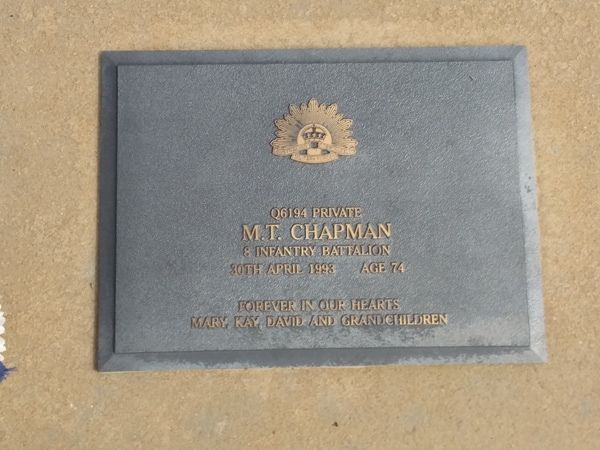 Q6194 PRIVATE
M.T. CHAPMAN
8 INFANTRY BATTALION
30TH APRIL 1993 AGE 74
FOREVER IN OUR HEARTS
MARY, KAY, DAVID AND GRANDCHILDREN